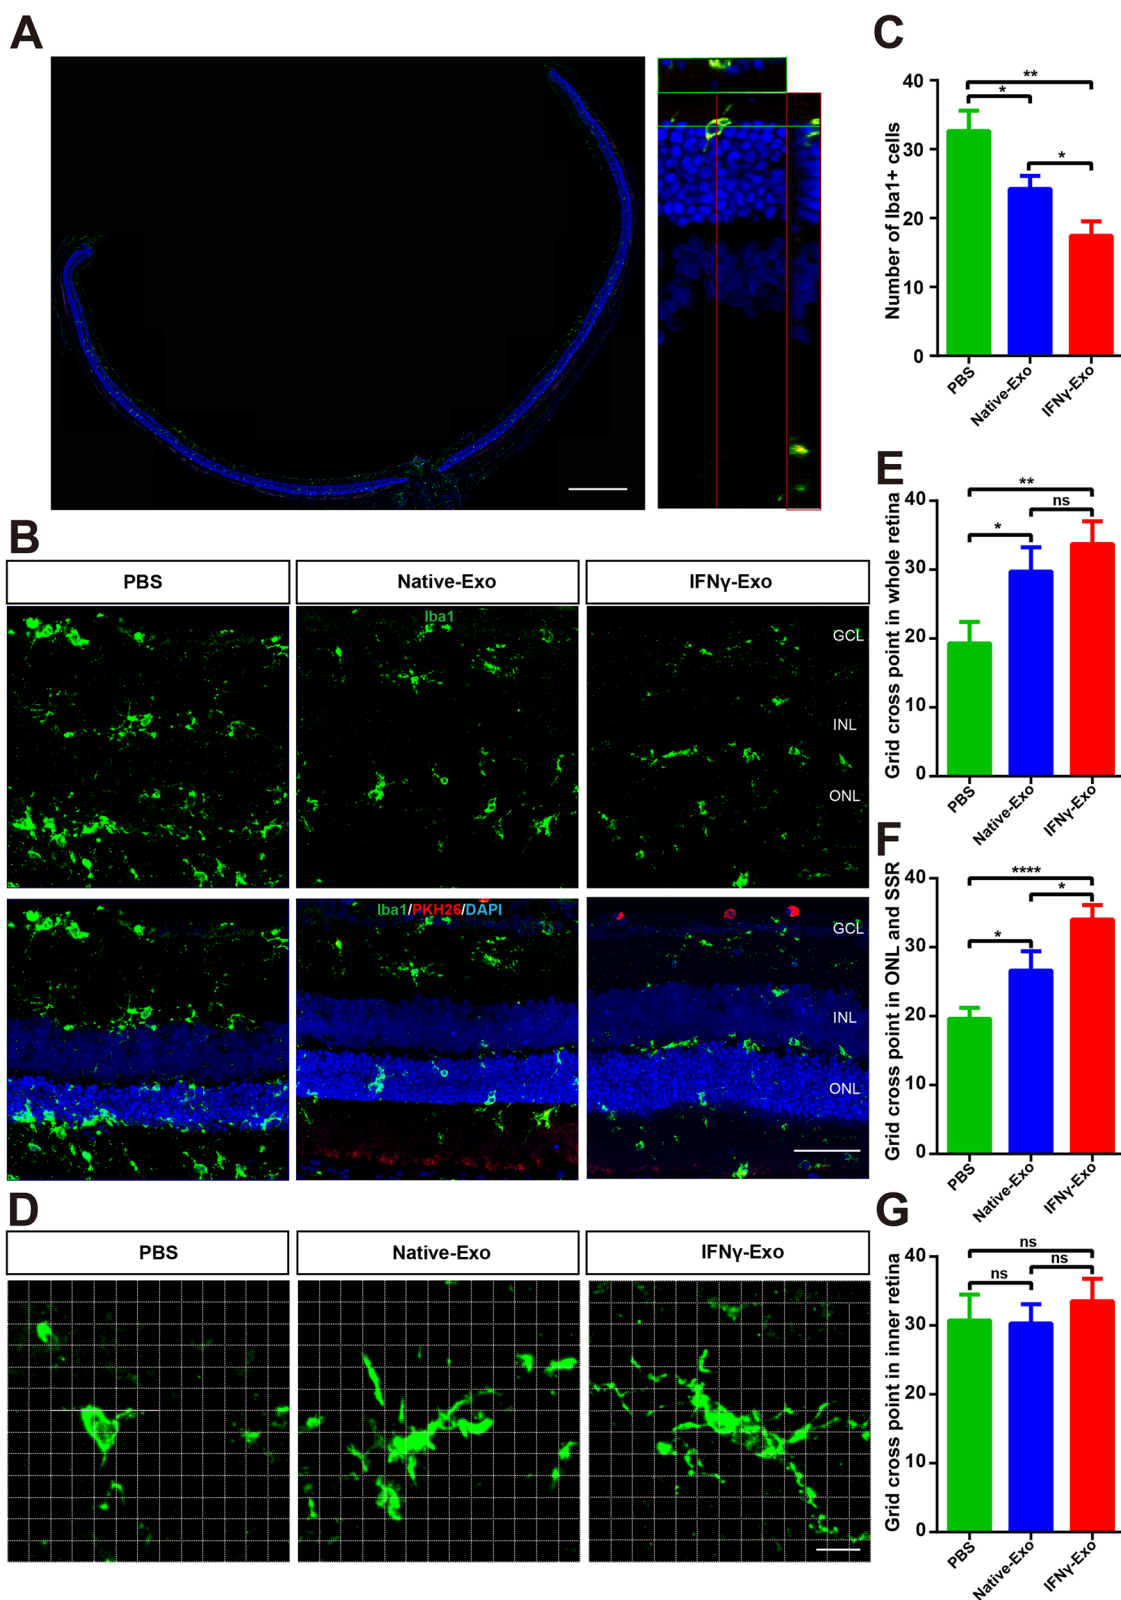 A
B
PBS
Native-Exo
IFNγ-Exo
Iba1
GCL
INL
ONL
Iba1/PKH26/DAPI
GCL
INL
ONL
D
PBS
Native-Exo
IFNγ-Exo
C
Number of Iba1+ cells
40
30
20
10
0
**
*
*
PBS
Native-Exo
IFNγ-Exo
E
Grid cross point in whole retina
40
30
20
10
0
**
ns
*
PBS
Native-Exo
IFNγ-Exo
F
Grid cross point in ONL and SSR
40
30
20
10
0
****
*
*
PBS
Native-Exo
IFNγ-Exo
G
Grid cross point in inner retina
40
30
20
10
0
ns
ns
ns
PBS
Native-Exo
IFNγ-Exo